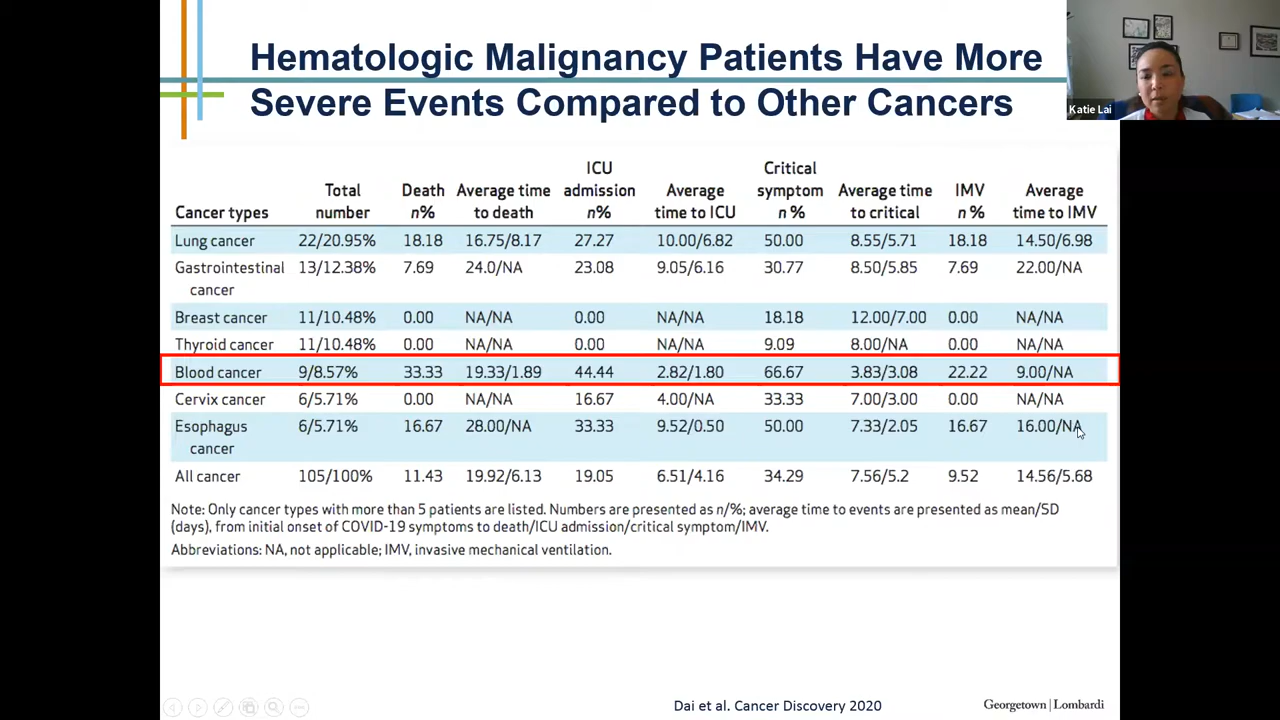 Hematologic Malignancy Patients Have More
Severe Events Compared to Other Cancers
Katie Lai
Cancer types Total number Death n% Average time to death ICU admission n% Average time to ICU Critical symptom n % Average time to critical IMV n % Average time to IMV
Lung cancer 22/20.95% 18.18 16.75/8.17 27.27 10.00/6.82 50.00 8.55/5.71 18.18 14.50/6.98
Gastrointestinal cancer 13/12.38% 7.69 24.0/NA 23.08 9.05/6.16 30.77 8.50/5.85 7.69 22.00/NA
Breast cancer 11/10.48% 0.00 NA/NA 0.00 NA/NA 18.18 12.00/7.00 0.00 NA/NA
Thyroid cancer 11/10.48% 0.00 NA/NA 0.00 NA/NA 9.09 8.00/NA 0.00 NA/NA
Blood cancer 9/8.57% 33.33 19.33/1.89 44.44 2.82/1.80 66.67 3.83/3.08 22.22 9.00/NA
Cervix cancer 6/5.71% 0.00 NA/NA 16.67 4.00/NA 33.33 7.00/3.00 0.00 NA/NA
Esophagus cancer 6/5.71% 16.67 28.00/NA 33.33 9.52/0.50 50.00 7.33/2.05 16.67 16.00/NA
All cancer 105/100% 11.43 19.92/6.13 19.05 6.51/4.16 34.29 7.56/5.2 9.52 14.56/5.68
Note: Only cancer types with more than 5 patients are listed. Numbers are presented as n/%; average time to events are presented as mean/SD
(days), from initial onset of COVID-19 symptoms to death/ICU admission/critical symptom/IMV.
Abbreviations: NA, not applicable; IMV, invasive mechanical ventilation.
Dai et al. Cancer Discovery 2020
Georgetown | Lombardi